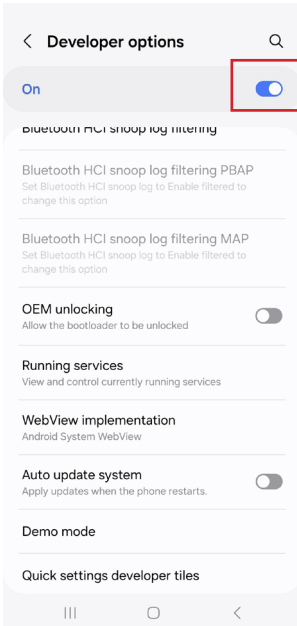 Developer options
On
Bluetooth HCI snoop log filtering
Bluetooth HCI snoop log filtering PBAP
Set Bluetooth HCI snoop log to Enable filtered to
change this option
Bluetooth HCI snoop log filtering MAP
Set Bluetooth HCI snoop log to Enable filtered to
change this option
OEM unlocking
Allow the bootloader to be unlocked
Running services
View and control currently running services
WebView implementation
Android System WebView
Auto update system
Apply updates when the phone restarts.
Demo mode
Quick settings developer tiles